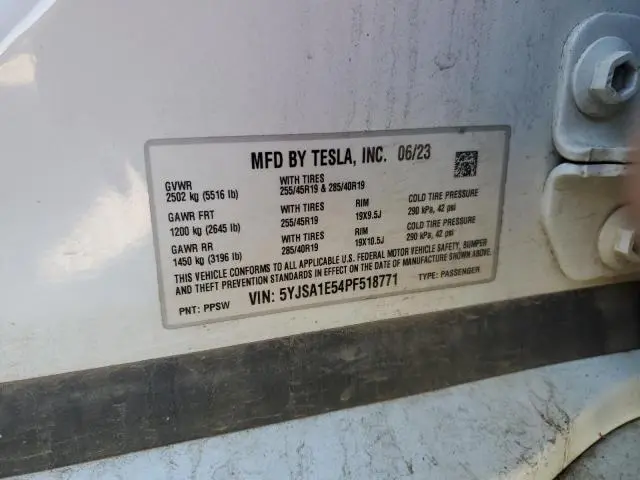 MFD BY TESLA, INC. 06/23
GVWR WITH TIRES
2502 kg (5516 lb) 255/45R19 & 285/40R19
GAWR FRT WITH TIRES RIM COLD TIRE PRESSURE
1200 kg (2645 lb) 255/45R19 19X9.5J 290 kPa, 42 psi
GAWR RR WITH TIRES RIM COLD TIRE PRESSURE
1450 kg (3196 lb) 285/40R19 19X10.5J 290 kPa, 42 psi
THIS VEHICLE CONFORMS TO ALL APPLICABLE U.S. FEDERAL MOTOR VEHICLE SAFETY, BUMPER
AND THEFT PREVENTION STANDARDS IN EFFECT ON THE DATE OF MANUFACTURE SHOWN ABOVE.
PNT: PPSW VIN: 5YJSA1E54PF518771 TYPE: PASSENGER